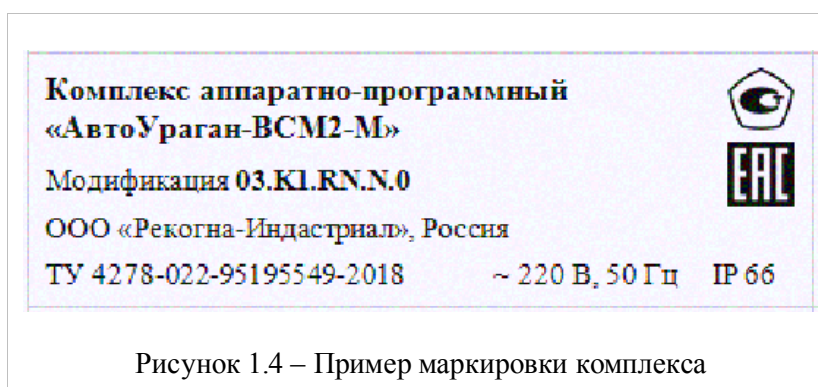 Комплекс аппаратно-программный
«АвтоУраган-ВСМ2-М»
Модификация 03.K1.RN.N.0
ООО «Рекогна-Индастриал», Россия
ТУ 4278-022-95195549-2018 ~ 220 В, 50 Гц IP 66
ЕАС
Рисунок 1.4 – Пример маркировки комплекса